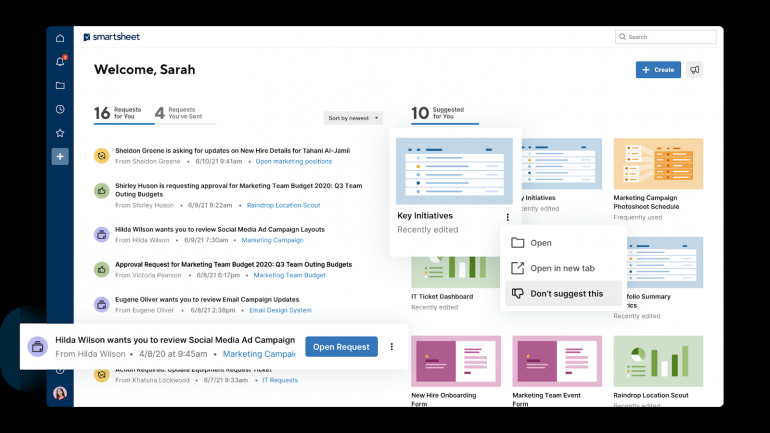 smartsheet
Search
Welcome, Sarah
Create
16 Requests for You
4 Requests You've Sent
Sort by newest
10 Suggested for You
Sheldon Greene is asking for updates on New Hire Details for Tahani Al-Jamil
From Sheldon Greene • 6/10/21 9:41am • Open marketing positions
Shirley Huson is requesting approval for Marketing Team Budget 2020: Q3 Team
Outing Budgets
From Shirley Huson • 6/9/21 9:22am • Raindrop Location Scout
Hilda Wilson wants you to review Social Media Ad Campaign Layouts
From Hilda Wilson • 6/9/21 7:30am • Marketing Campaign
Approval Request for Marketing Team Budget 2020: Q3 Team Outing Budgets
From Victoria Pearson • 6/8/21 6:17pm • Marketing Team Budget
Eugene Oliver wants you to review Email Campaign Updates
From Eugene Oliver • 6/8/21 2:36pm • Email Design System
Hilda Wilson wants you to review Social Media Ad Campaign
From Hilda Wilson • 4/8/20 at 9:45am • Marketing Campai
Open Request
Action Required: Update Equipment Request Ticket
From Khatuna Lockwood • 6/7/21 9:33am • IT Requests
Key Initiatives
Recently edited
y Initiatives
ently edited
Marketing Campaign
Photoshoot Schedule
Frequently used
Open
Open in new tab
Don't suggest this
IT Ticket Dashboard
Recently edited
Recently edited
tfolio Summary
rics
Recently edited
New Hire Onboarding
Form
Marketing Team Event
Form
Raindrop Location Scout
Recently edited